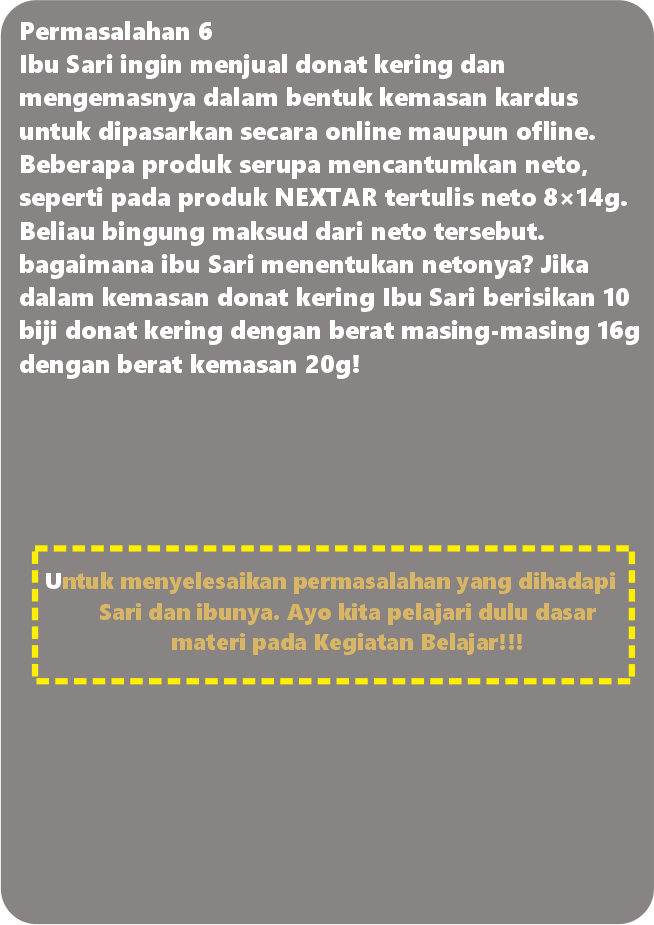 Permasalahan 6
Ibu Sari ingin menjual donat kering dan
mengemasnya dalam bentuk kemasan kardus
untuk dipasarkan secara online maupun ofline.
Beberapa produk serupa mencantumkan neto,
seperti pada produk NEXTAR tertulis neto 8×14g.
Beliau bingung maksud dari neto tersebut.
bagaimana ibu Sari menentukan netonya? Jika
dalam kemasan donat kering Ibu Sari berisikan 10
biji donat kering dengan berat masing-masing 16g
dengan berat kemasan 20g!
Untuk menyelesaikan permasalahan yang dihadapi
Sari dan ibunya. Ayo kita pelajari dulu dasar
materi pada Kegiatan Belajar!!!